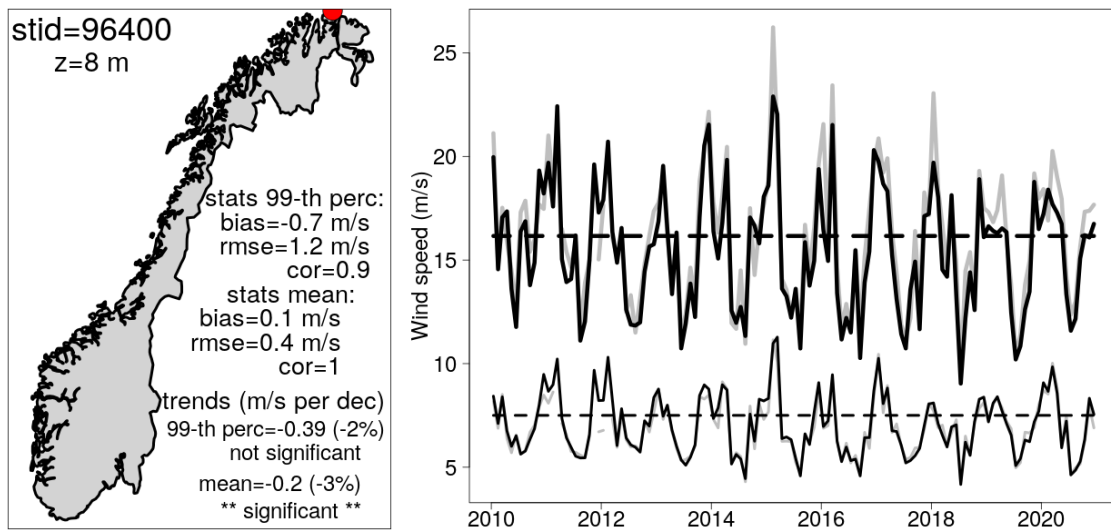 stid=96400
z=8 m
stats 99-th perc:
bias=-0.7 m/s
rmse=1.2 m/s
cor=0.9
stats mean:
bias=0.1 m/s
rmse=0.4 m/s
cor=1
trends (m/s per dec)
99-th perc=-0.39 (-2%)
not significant
mean=-0.2 (-3%)
** significant **
Wind speed (m/s)
25
20
15
10
5
2010 2012 2014 2016 2018 2020